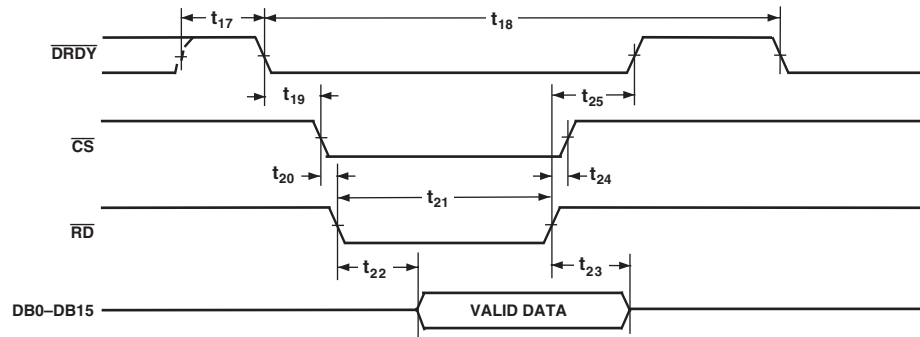 t17
t18
DRDY
t19
t25
CS
t20
t21
t24
RD
t22
t23
DB0–DB15
VALID DATA